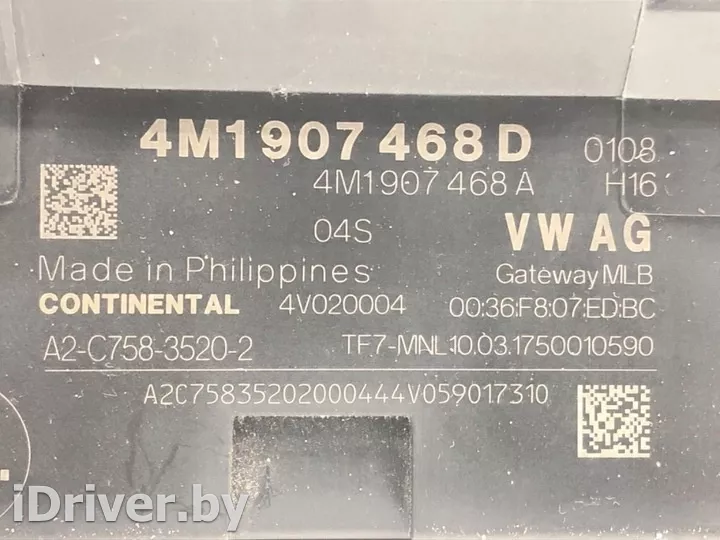 4M1907468D 0108
4M1907468A H16
04S VW AG
Made in Philippines Gateway MLB
CONTINENTAL 4V020004 00:36:F8:07:ED:BC
A2-C758-3520-2 TF7-MNL10.03.1750010590
A2C75835202000444V059017310
iDriver.by